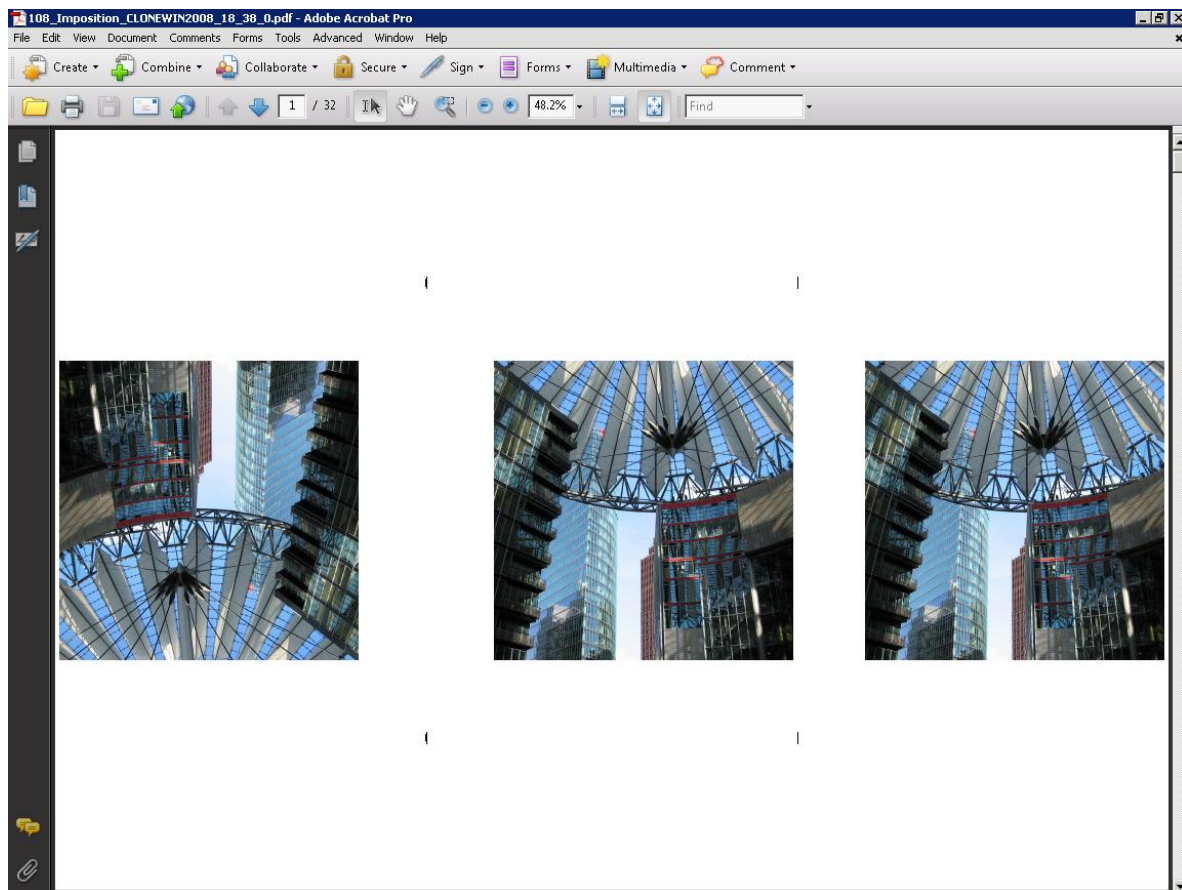 108_Imposition_CLONEWIN2008_18_38_0.pdf - Adobe Acrobat Pro
File Edit View Document Comments Forms Tools Advanced Window Help
Create Combine Collaborate Secure Sign Forms Multimedia Comment
1 / 32 48.2% Find